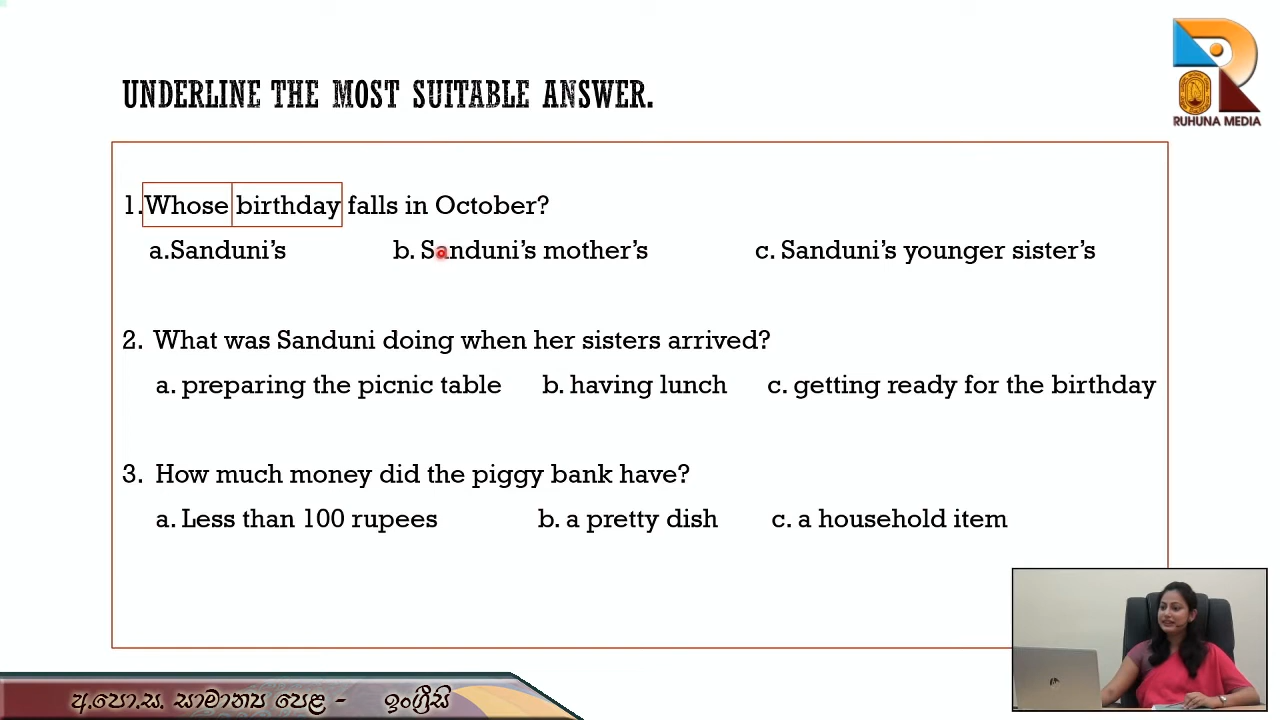 UNDERLINE THE MOST SUITABLE ANSWER.
RUHUNA MEDIA
1. Whose birthday falls in October?
a.Sanduni’s b. Sanduni’s mother’s c. Sanduni’s younger sister’s
2. What was Sanduni doing when her sisters arrived?
a. preparing the picnic table b. having lunch c. getting ready for the birthday
3. How much money did the piggy bank have?
a. Less than 100 rupees b. a pretty dish c. a household item
අ.පො.ස. සාමාන්‍ය පෙළ - ඉංග්‍රීසි